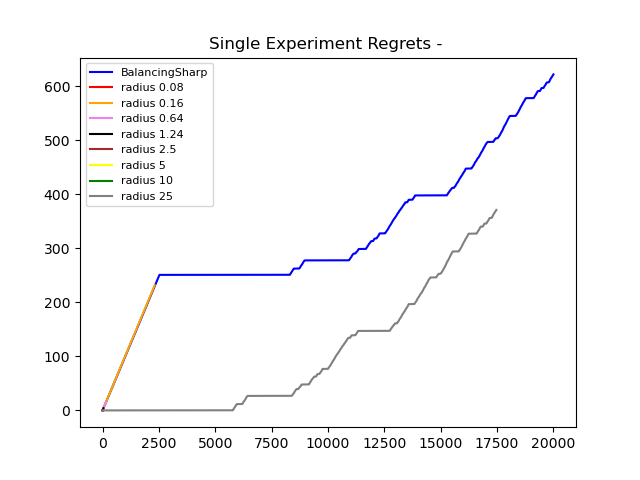 Single Experiment Regrets -
BalancingSharp
radius 0.08
radius 0.16
radius 0.64
radius 1.24
radius 2.5
radius 5
radius 10
radius 25
600
500
400
300
200
100
0
0 2500 5000 7500 10000 12500 15000 17500 20000